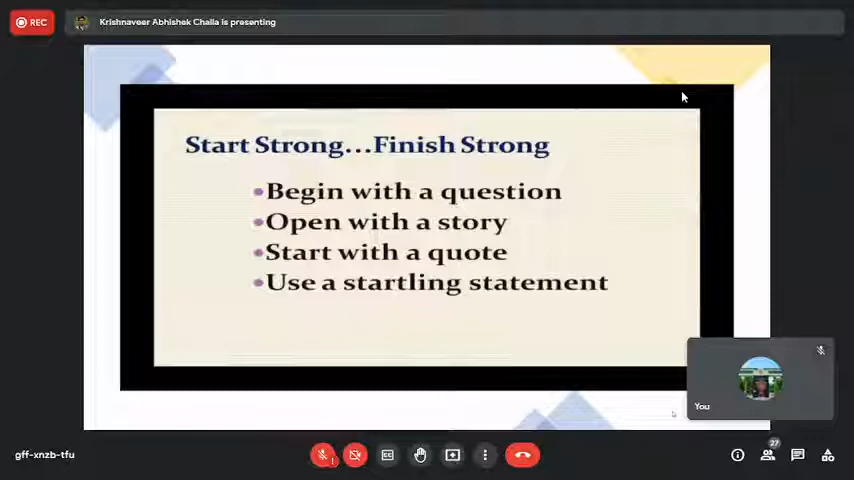 REC
Krishnaveer Abhishek Challa is presenting
Start Strong...Finish Strong
•Begin with a question
•Open with a story
•Start with a quote
•Use a startling statement
You
gff-xnzb-tfu
27